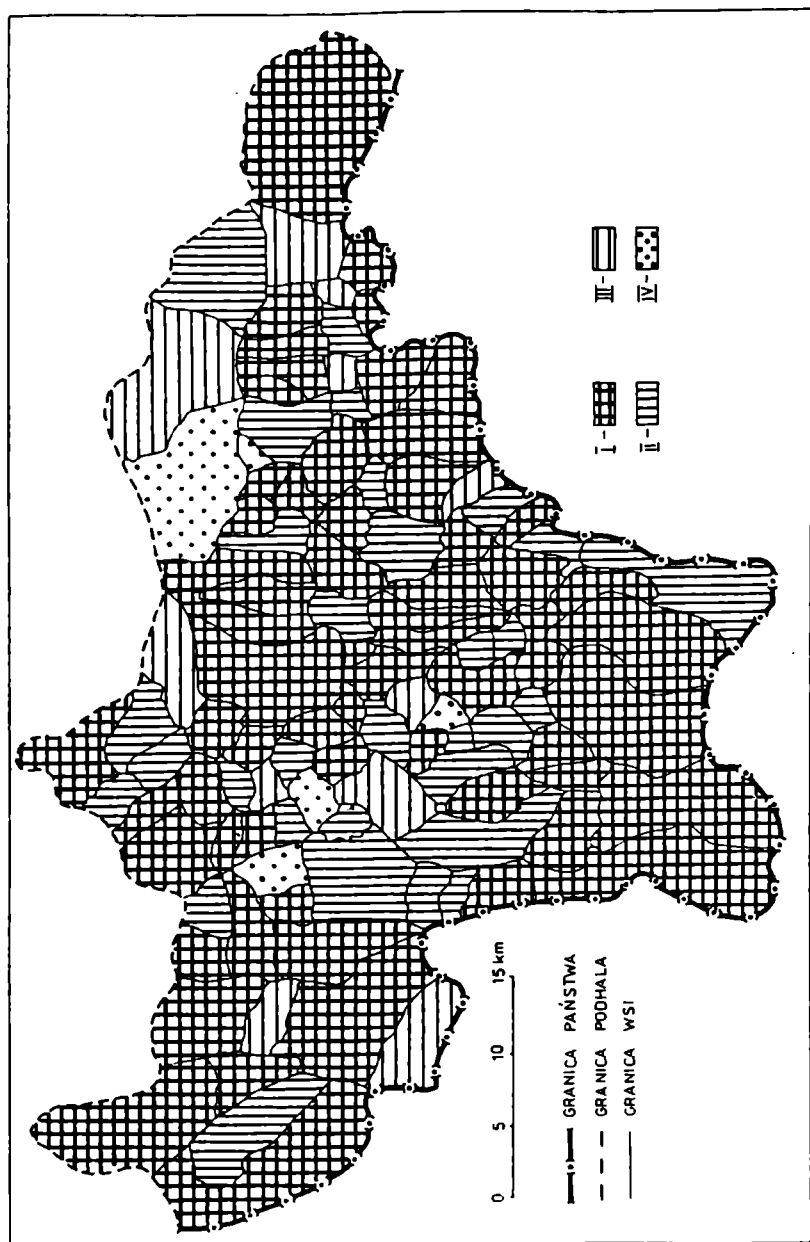 0 5 10 15 km
GRANICA PAŃSTWA
GRANICA PODHALA
GRANICA WSI
I-
II-
III-
IV-